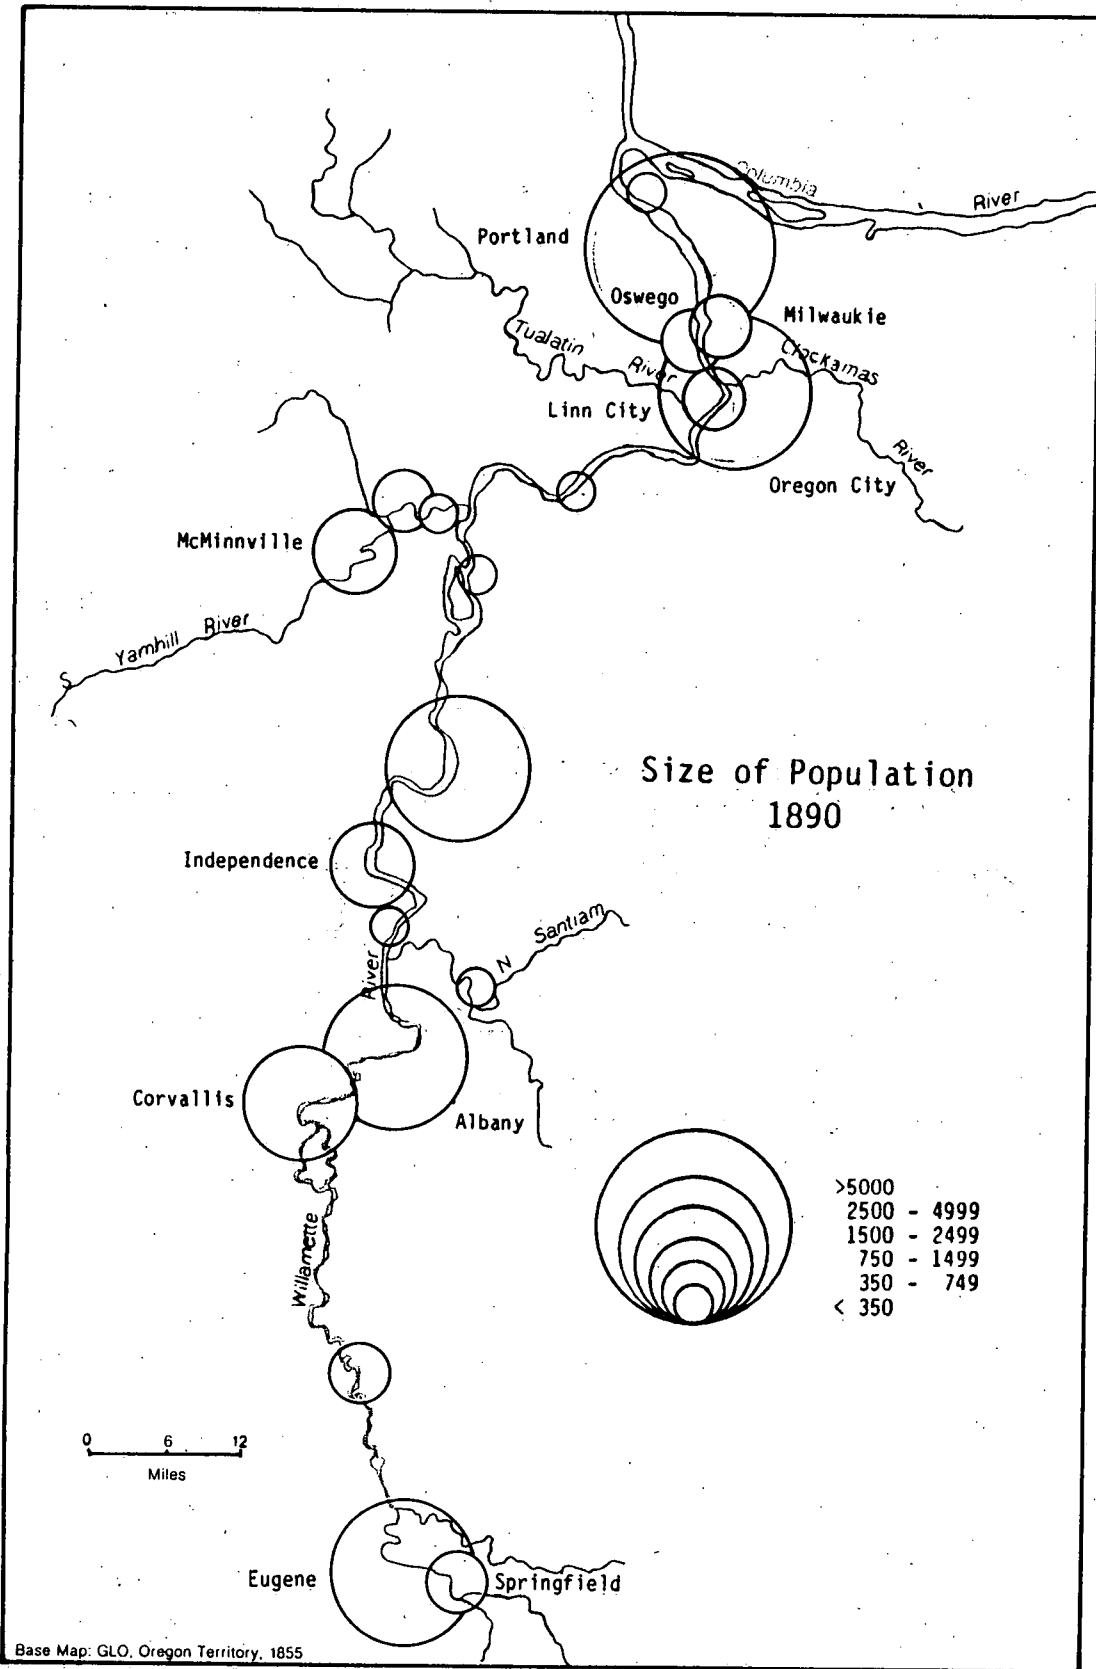 Columbia
River
Portland
Oswego
Milwaukie
Tualatin
River
Clackamas
River
Linn City
Oregon City
McMinnville
S Yamhill River
Size of Population
1890
Independence
N Santiam
River
Corvallis
Albany
>5000
2500 - 4999
1500 - 2499
750 - 1499
350 - 749
< 350
Willamette
0 6 12
Miles
Eugene
Springfield
Base Map: GLO, Oregon Territory, 1855